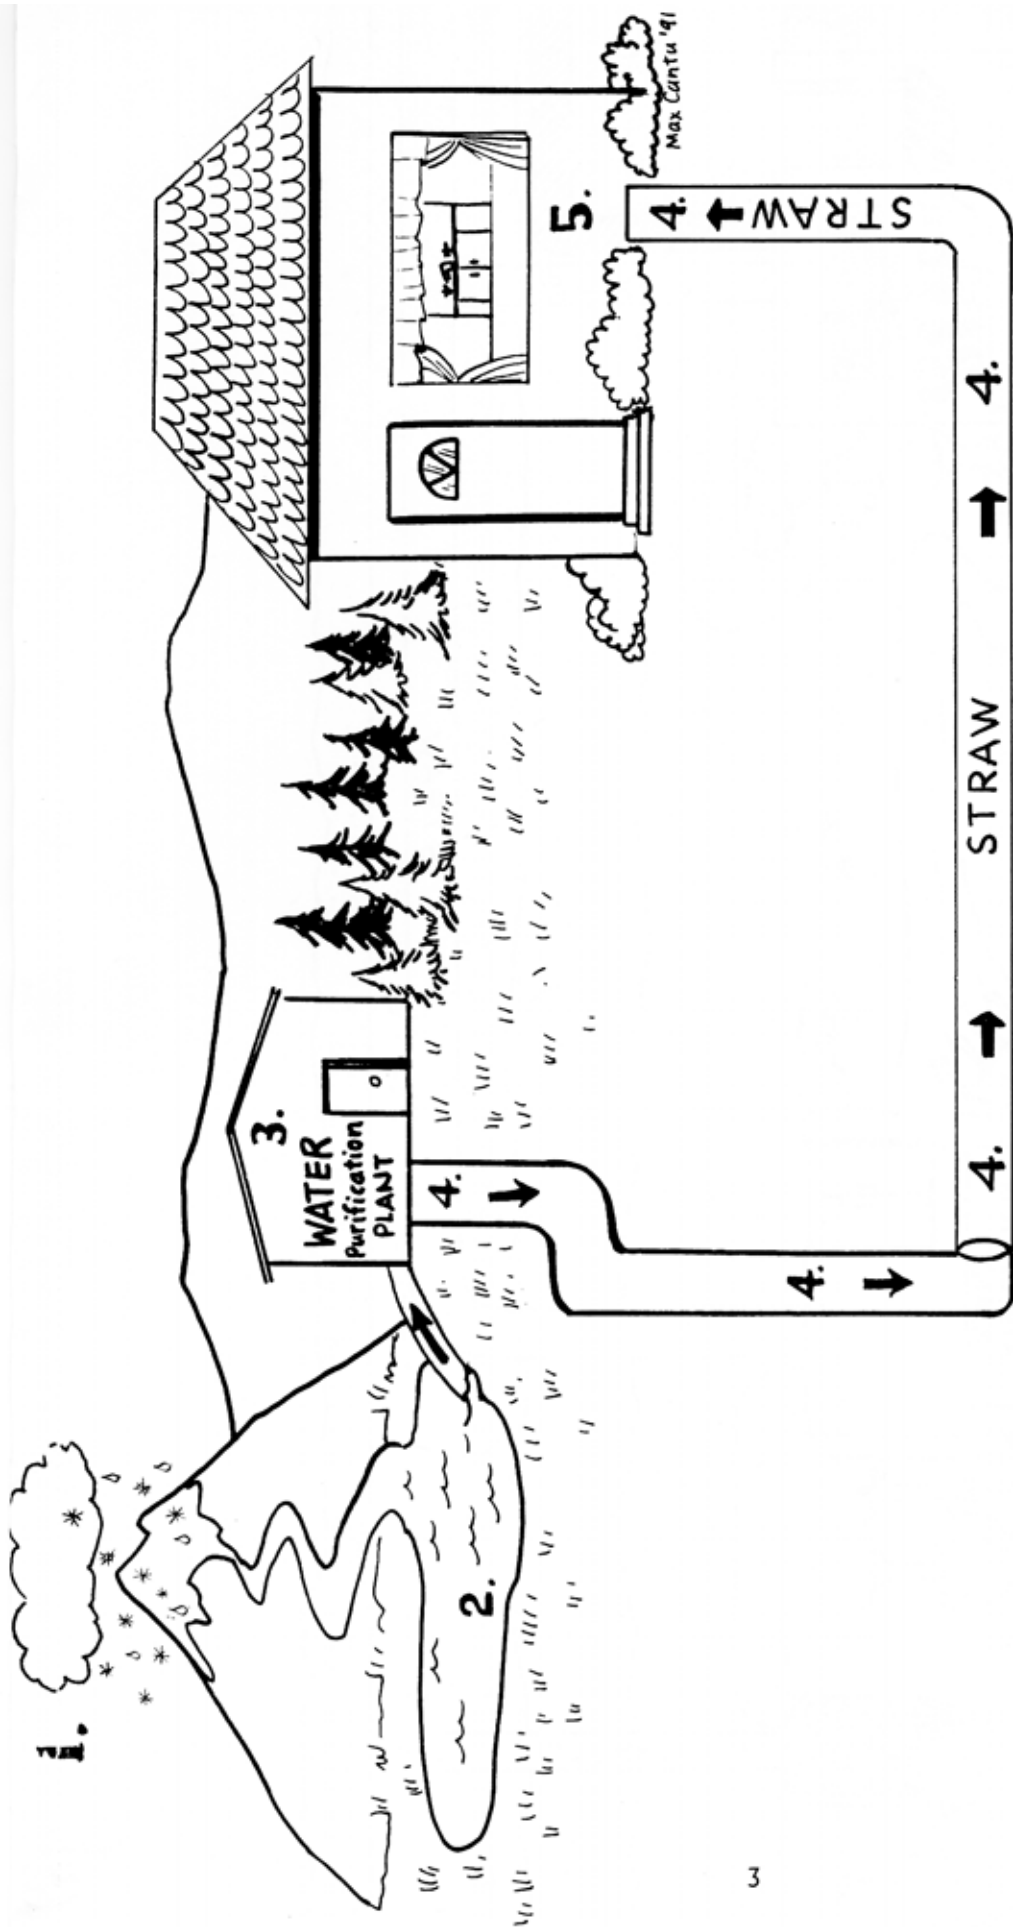 1.
2.
3.
WATER
Purification
PLANT
4.
4.
4.
STRAW
4.
STRAW
4.
5.
Max Cantu '91
3